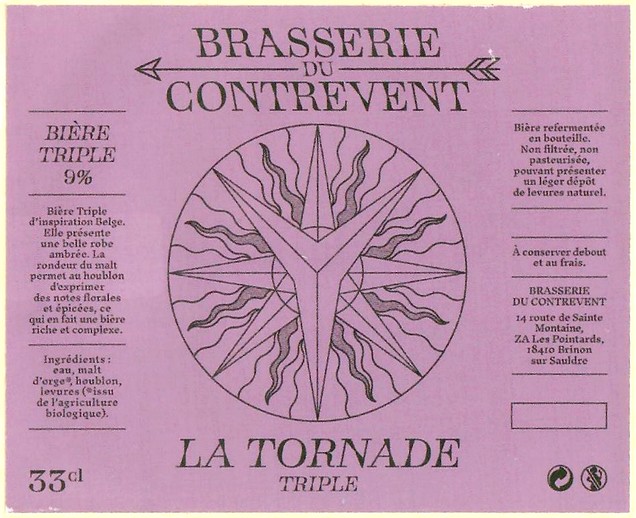 BRASSERIE
DU
CONTREVENT
BIÈRE
TRIPLE
9%
Bière Triple
d'inspiration Belge.
Elle présente
une belle robe
ambrée. La
rondeur du malt
permet au houblon
d'exprimer
des notes florales
et épicées, ce
qui en fait une bière
riche et complexe.
Ingrédients :
eau, malt
d'orge*, houblon,
levures (*issu
de l'agriculture
biologique).
33cl
LA TORNADE
TRIPLE
Bière refermentée
en bouteille.
Non filtrée, non
pasteurisée,
pouvant présenter
un léger dépôt
de levures naturel.
À conserver debout
et au frais.
BRASSERIE
DU CONTREVENT
14 route de Sainte
Montaine,
ZA Les Pointards,
18410 Brinon
sur Sauldre